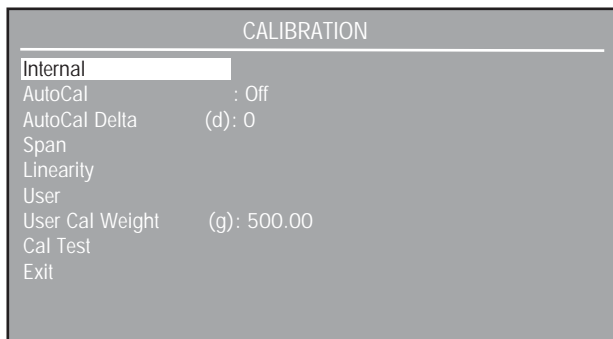 CALIBRATION
Internal
AutoCal : Off
AutoCal Delta (d): 0
Span
Linearity
User
User Cal Weight (g): 500.00
Cal Test
Exit